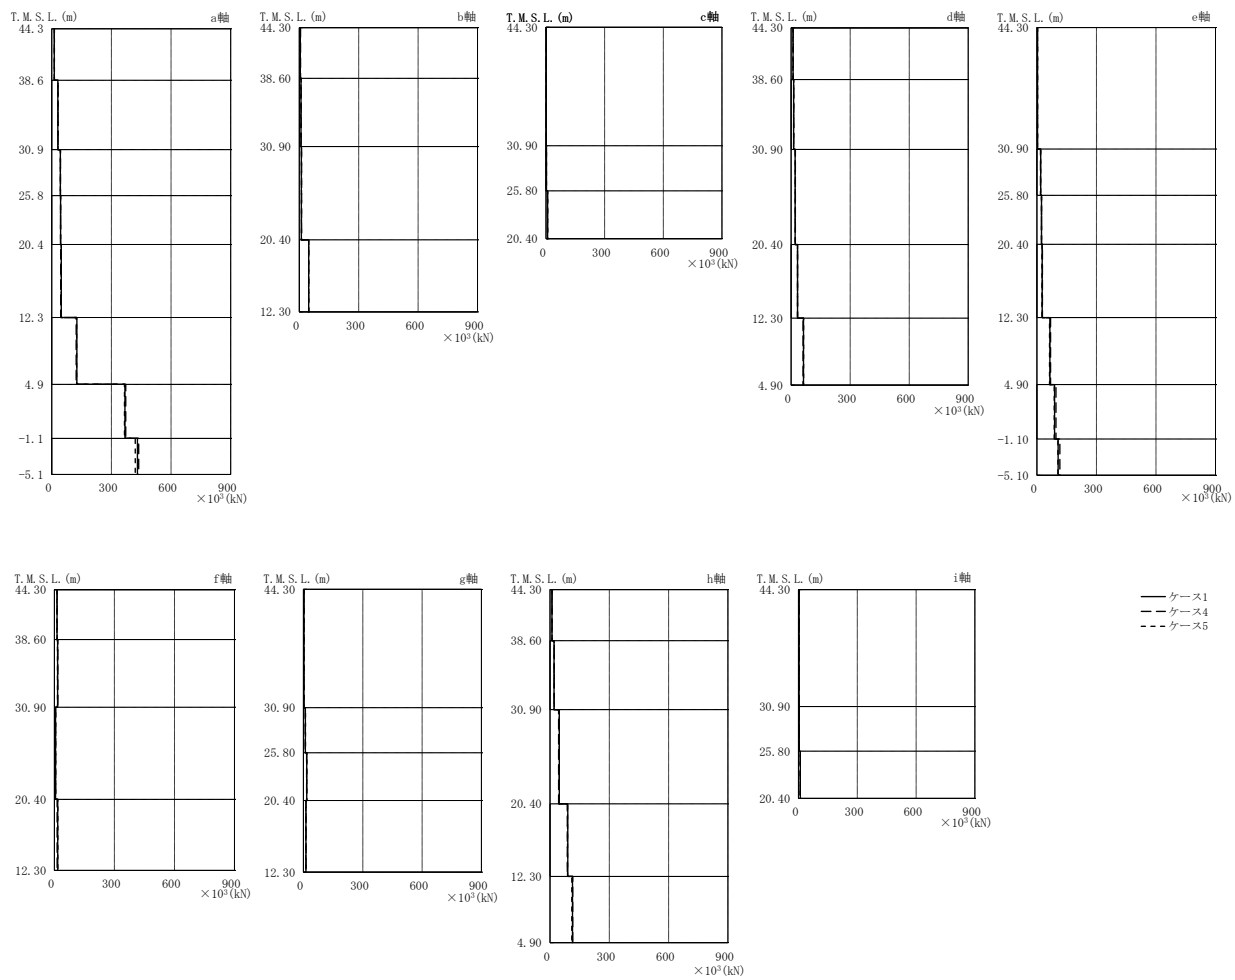 T.M.S.L.(m) a軸
44.3
38.6
30.9
25.8
20.4
12.3
4.9
-1.1
-5.1
0 300 600 900
×10³(kN)
T.M.S.L.(m) b軸
44.30
38.60
30.90
20.40
12.30
0 300 600 900
×10³(kN)
T.M.S.L.(m) c軸
44.30
30.90
25.80
20.40
0 300 600 900
×10³(kN)
T.M.S.L.(m) d軸
44.30
38.60
30.90
20.40
12.30
4.90
0 300 600 900
×10³(kN)
T.M.S.L.(m) e軸
44.30
30.90
25.80
20.40
12.30
4.90
-1.10
-5.10
0 300 600 900
×10³(kN)
T.M.S.L.(m) f軸
44.30
38.60
30.90
20.40
12.30
0 300 600 900
×10³(kN)
T.M.S.L.(m) g軸
44.30
30.90
25.80
20.40
12.30
0 300 600 900
×10³(kN)
T.M.S.L.(m) h軸
44.30
38.60
30.90
20.40
12.30
4.90
0 300 600 900
×10³(kN)
T.M.S.L.(m) i軸
44.30
30.90
25.80
20.40
0 300 600 900
×10³(kN)
ケース1
ケース4
ケース5